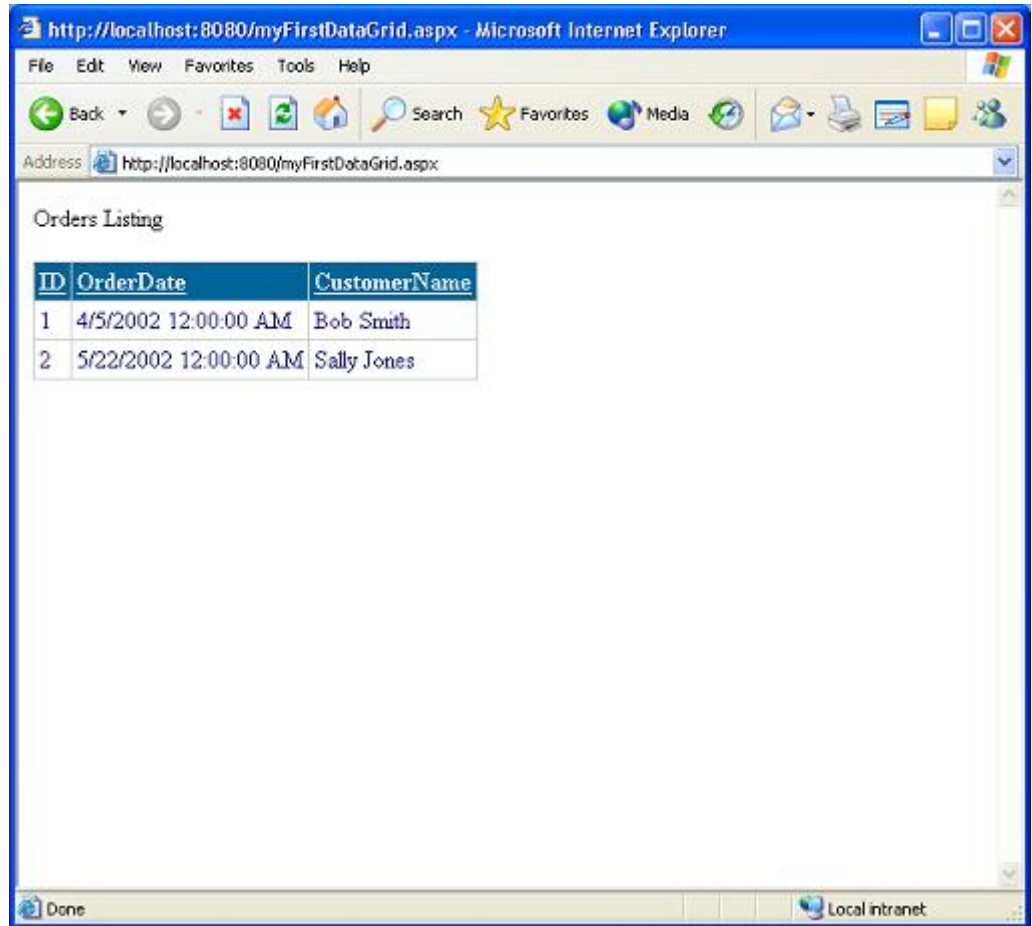 http://localhost:8080/myFirstDataGrid.aspx - Microsoft Internet Explorer
File Edit View Favorites Tools Help
Back Search Favorites Media
Address http://localhost:8080/myFirstDataGrid.aspx
Orders Listing
ID OrderDate CustomerName
1 4/5/2002 12:00:00 AM Bob Smith
2 5/22/2002 12:00:00 AM Sally Jones
Done Local intranet